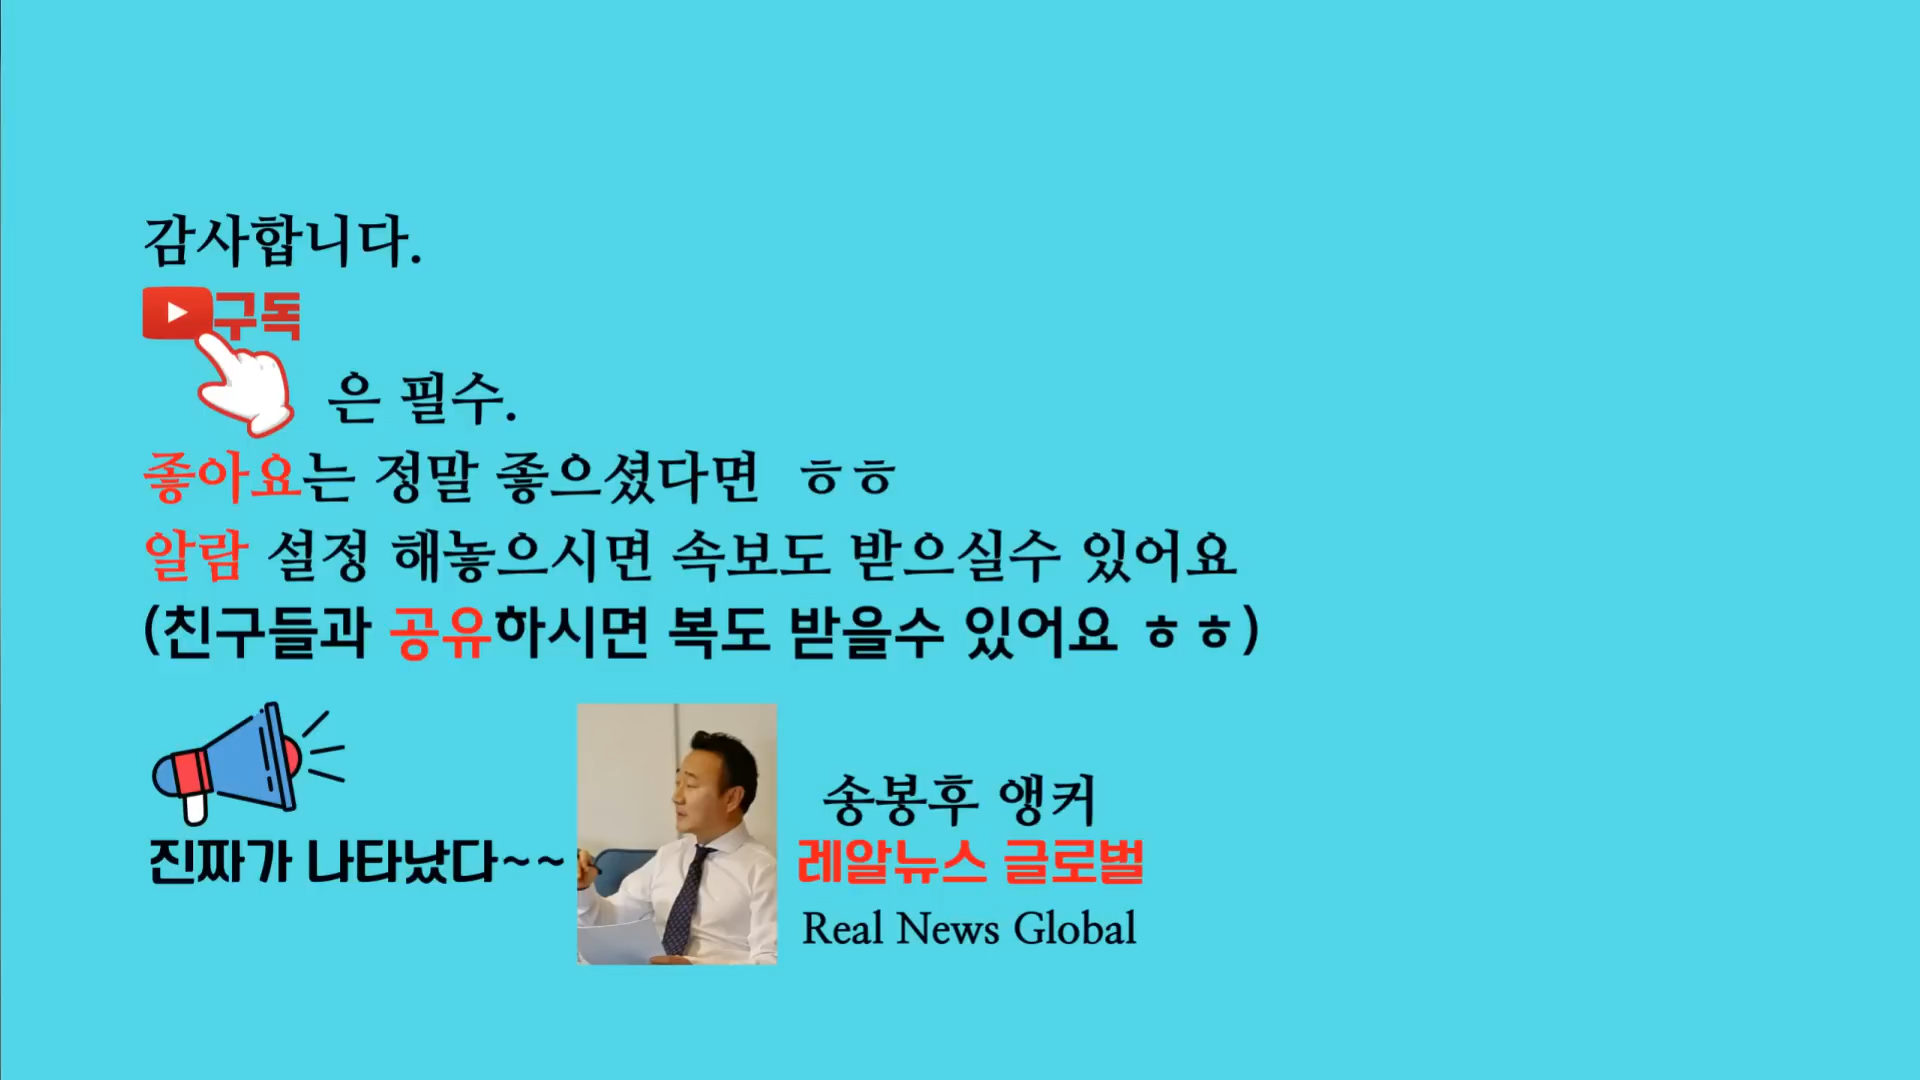 감사합니다.
구독
은 필수.
좋아요는 정말 좋으셨다면 ㅎㅎ
알람 설정 해놓으시면 속보도 받으실수 있어요
(친구들과 공유하시면 복도 받을수 있어요 ㅎㅎ)
진짜가 나타났다~~
송봉후 앵커
레알뉴스 글로벌
Real News Global